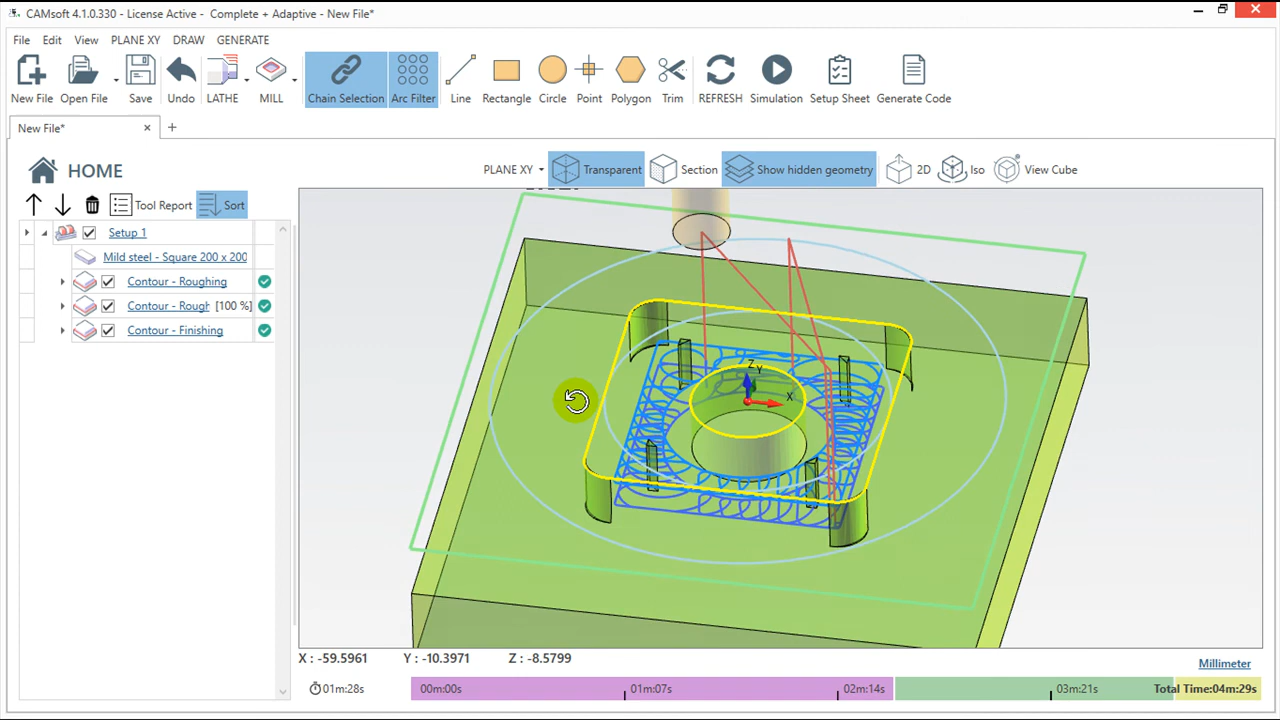 CAMsoft 4.1.0.330 - License Active - Complete + Adaptive - New File*
File Edit View PLANE XY DRAW GENERATE
New File Open File Save Undo LATHE MILL Chain Selection Arc Filter Line Rectangle Circle Point Polygon Trim REFRESH Simulation Setup Sheet Generate Code
New File*
HOME
PLANE XY Transparent Section Show hidden geometry 2D Iso View Cube
Tool Report Sort
Setup 1
Mild steel - Square 200 x 200
Contour - Roughing
Contour - Rough [100 %]
Contour - Finishing
Z
Y
X
X : -59.5961 Y : -10.3971 Z : -8.5799
Millimeter
01m:28s 00m:00s 01m:07s 02m:14s 03m:21s Total Time:04m:29s